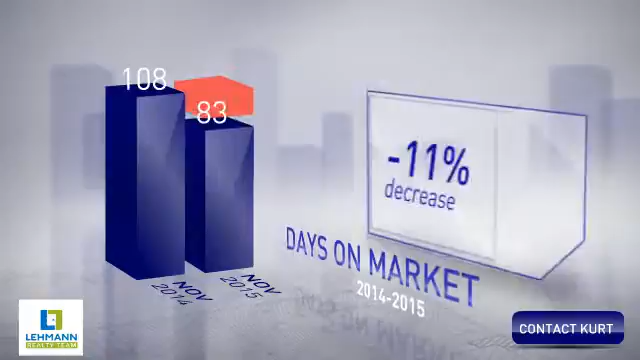 108
83
-11%
decrease
NOV
2014
NOV
2015
DAYS ON MARKET
2014-2015
LEHMANN
REALTY TEAM
CONTACT KURT